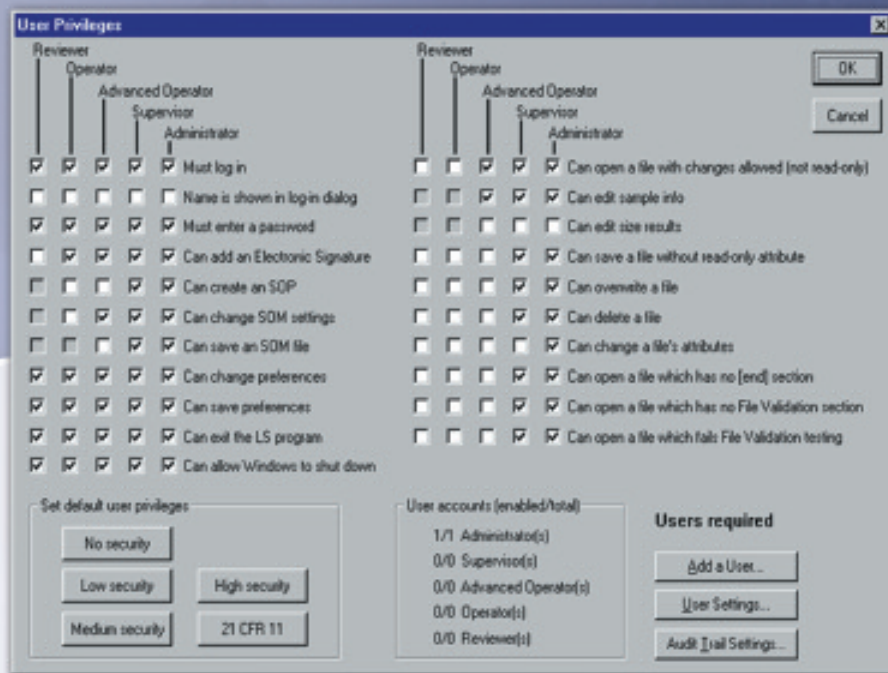 User Privileges
Reviewer
Operator
Advanced Operator
Supervisor
Administrator
Must log in
Name is shown in log-in dialog
Must enter a password
Can add an Electronic Signature
Can create an SOP
Can change SOM settings
Can save an SOM file
Can change preferences
Can save preferences
Can exit the LS program
Can allow Windows to shut down
Reviewer
Operator
Advanced Operator
Supervisor
Administrator
Can open a file with changes allowed (not read-only)
Can edit sample info
Can edit size results
Can save a file without read-only attribute
Can overwrite a file
Can delete a file
Can change a file's attributes
Can open a file which has no [end] section
Can open a file which has no File Validation section
Can open a file which fails File Validation testing
OK
Cancel
Set default user privileges
No security
Low security
High security
Medium security
21 CFR 11
User accounts (enabled/total)
1/1 Administrator(s)
0/0 Supervisor(s)
0/0 Advanced Operator(s)
0/0 Operator(s)
0/0 Reviewer(s)
Users required
Add a User...
User Settings...
Audit Trail Settings...